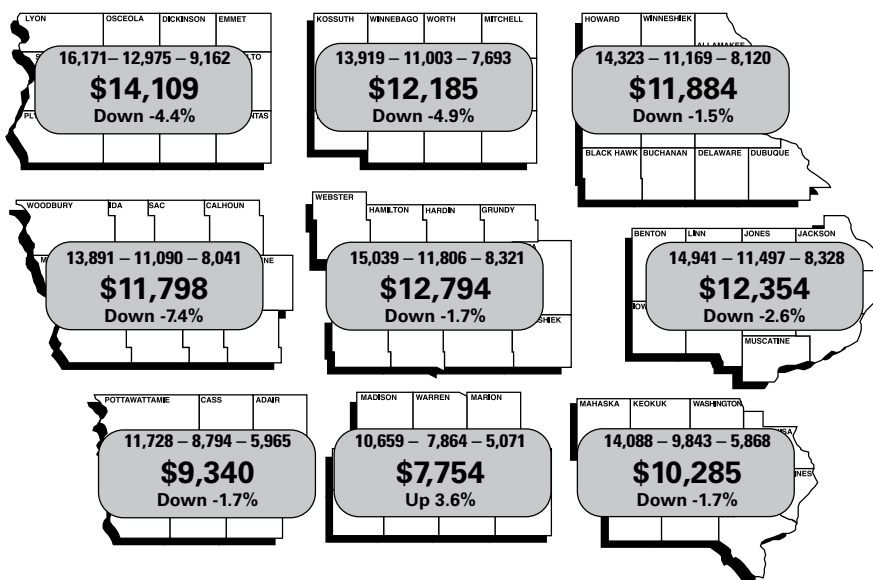 LYON OSCEOLA DICKINSON EMMET
16,171– 12,975 – 9,162
$14,109
Down -4.4%
KOSSUTH WINNEBAGO WORTH MITCHELL
13,919 – 11,003 – 7,693
$12,185
Down -4.9%
HOWARD WINNESHIEK
ALLAMAKEE
14,323 – 11,169 – 8,120
$11,884
Down -1.5%
BLACK HAWK BUCHANAN DELAWARE DUBUQUE
WOODBURY IDA SAC CALHOUN
13,891 – 11,090 – 8,041
$11,798
Down -7.4%
WEBSTER
HAMILTON HARDIN GRUNDY
15,039 – 11,806 – 8,321
$12,794
Down -1.7%
SHIEK
BENTON LINN JONES JACKSON
14,941 – 11,497 – 8,328
$12,354
Down -2.6%
MUSCATINE
POTTAWATTAMIE CASS ADAIR
11,728 – 8,794 – 5,965
$9,340
Down -1.7%
MADISON WARREN MARION
10,659 – 7,864 – 5,071
$7,754
Up 3.6%
MAHASKA KEOKUK WASHINGTON
14,088 – 9,843 – 5,868
$10,285
Down -1.7%